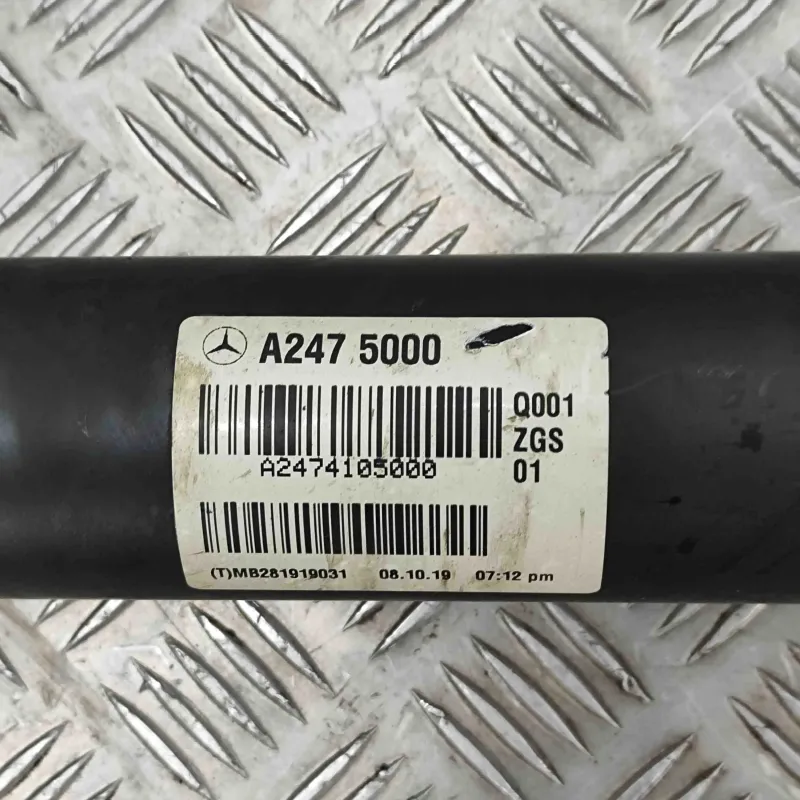 A247 5000
Q001
ZGS
01
A2474105000
(T)MB281919031 08.10.19 07:12 pm